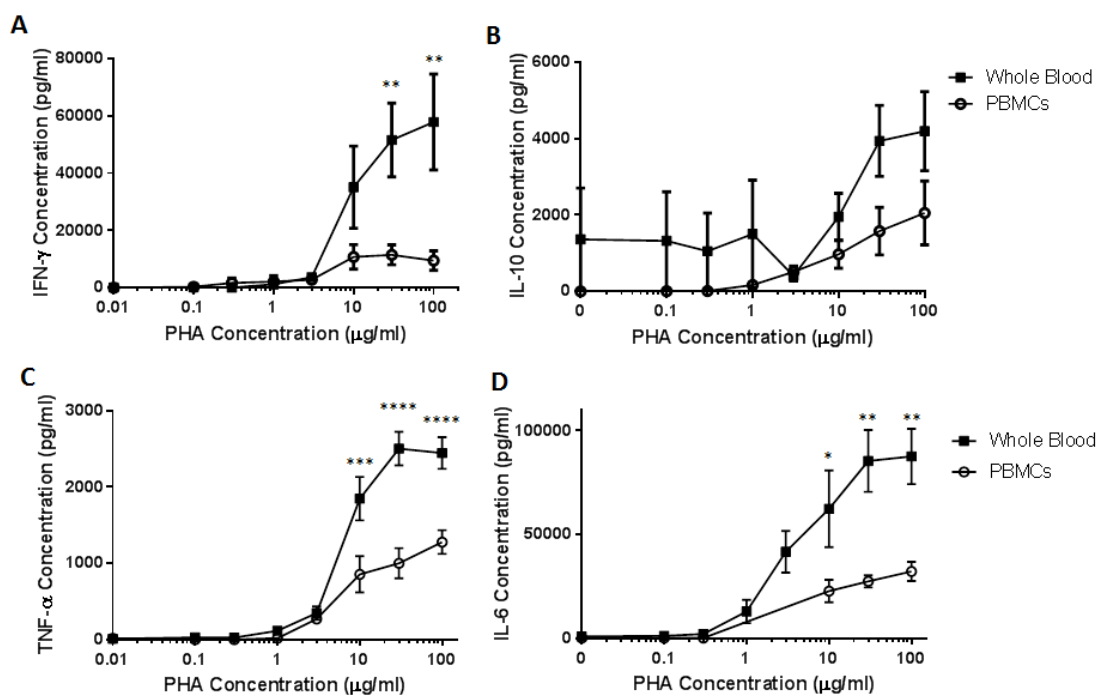 A
IFN-γ Concentration (pg/ml)
80000
60000
40000
20000
0
** **
0.01 0.1 1 10 100
PHA Concentration (μg/ml)
B
IL-10 Concentration (pg/ml)
6000
4000
2000
0
0 0.1 1 10 100
PHA Concentration (μg/ml)
Whole Blood
PBMCs
C
TNF-α Concentration (pg/ml)
3000
2000
1000
0
*** **** ****
0.01 0.1 1 10 100
PHA Concentration (μg/ml)
D
IL-6 Concentration (pg/ml)
100000
50000
0
* ** **
0 0.1 1 10 100
PHA Concentration (μg/ml)
Whole Blood
PBMCs